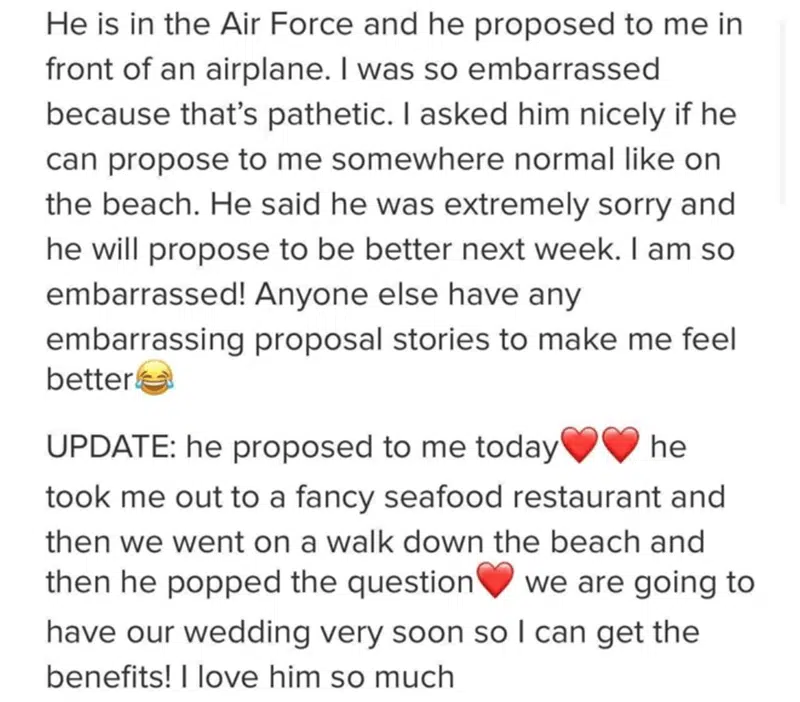 He is in the Air Force and he proposed to me in
front of an airplane. I was so embarrassed
because that’s pathetic. I asked him nicely if he
can propose to me somewhere normal like on
the beach. He said he was extremely sorry and
he will propose to be better next week. I am so
embarrassed! Anyone else have any
embarrassing proposal stories to make me feel
better😂
UPDATE: he proposed to me today❤️❤️ he
took me out to a fancy seafood restaurant and
then we went on a walk down the beach and
then he popped the question❤️ we are going to
have our wedding very soon so I can get the
benefits! I love him so much